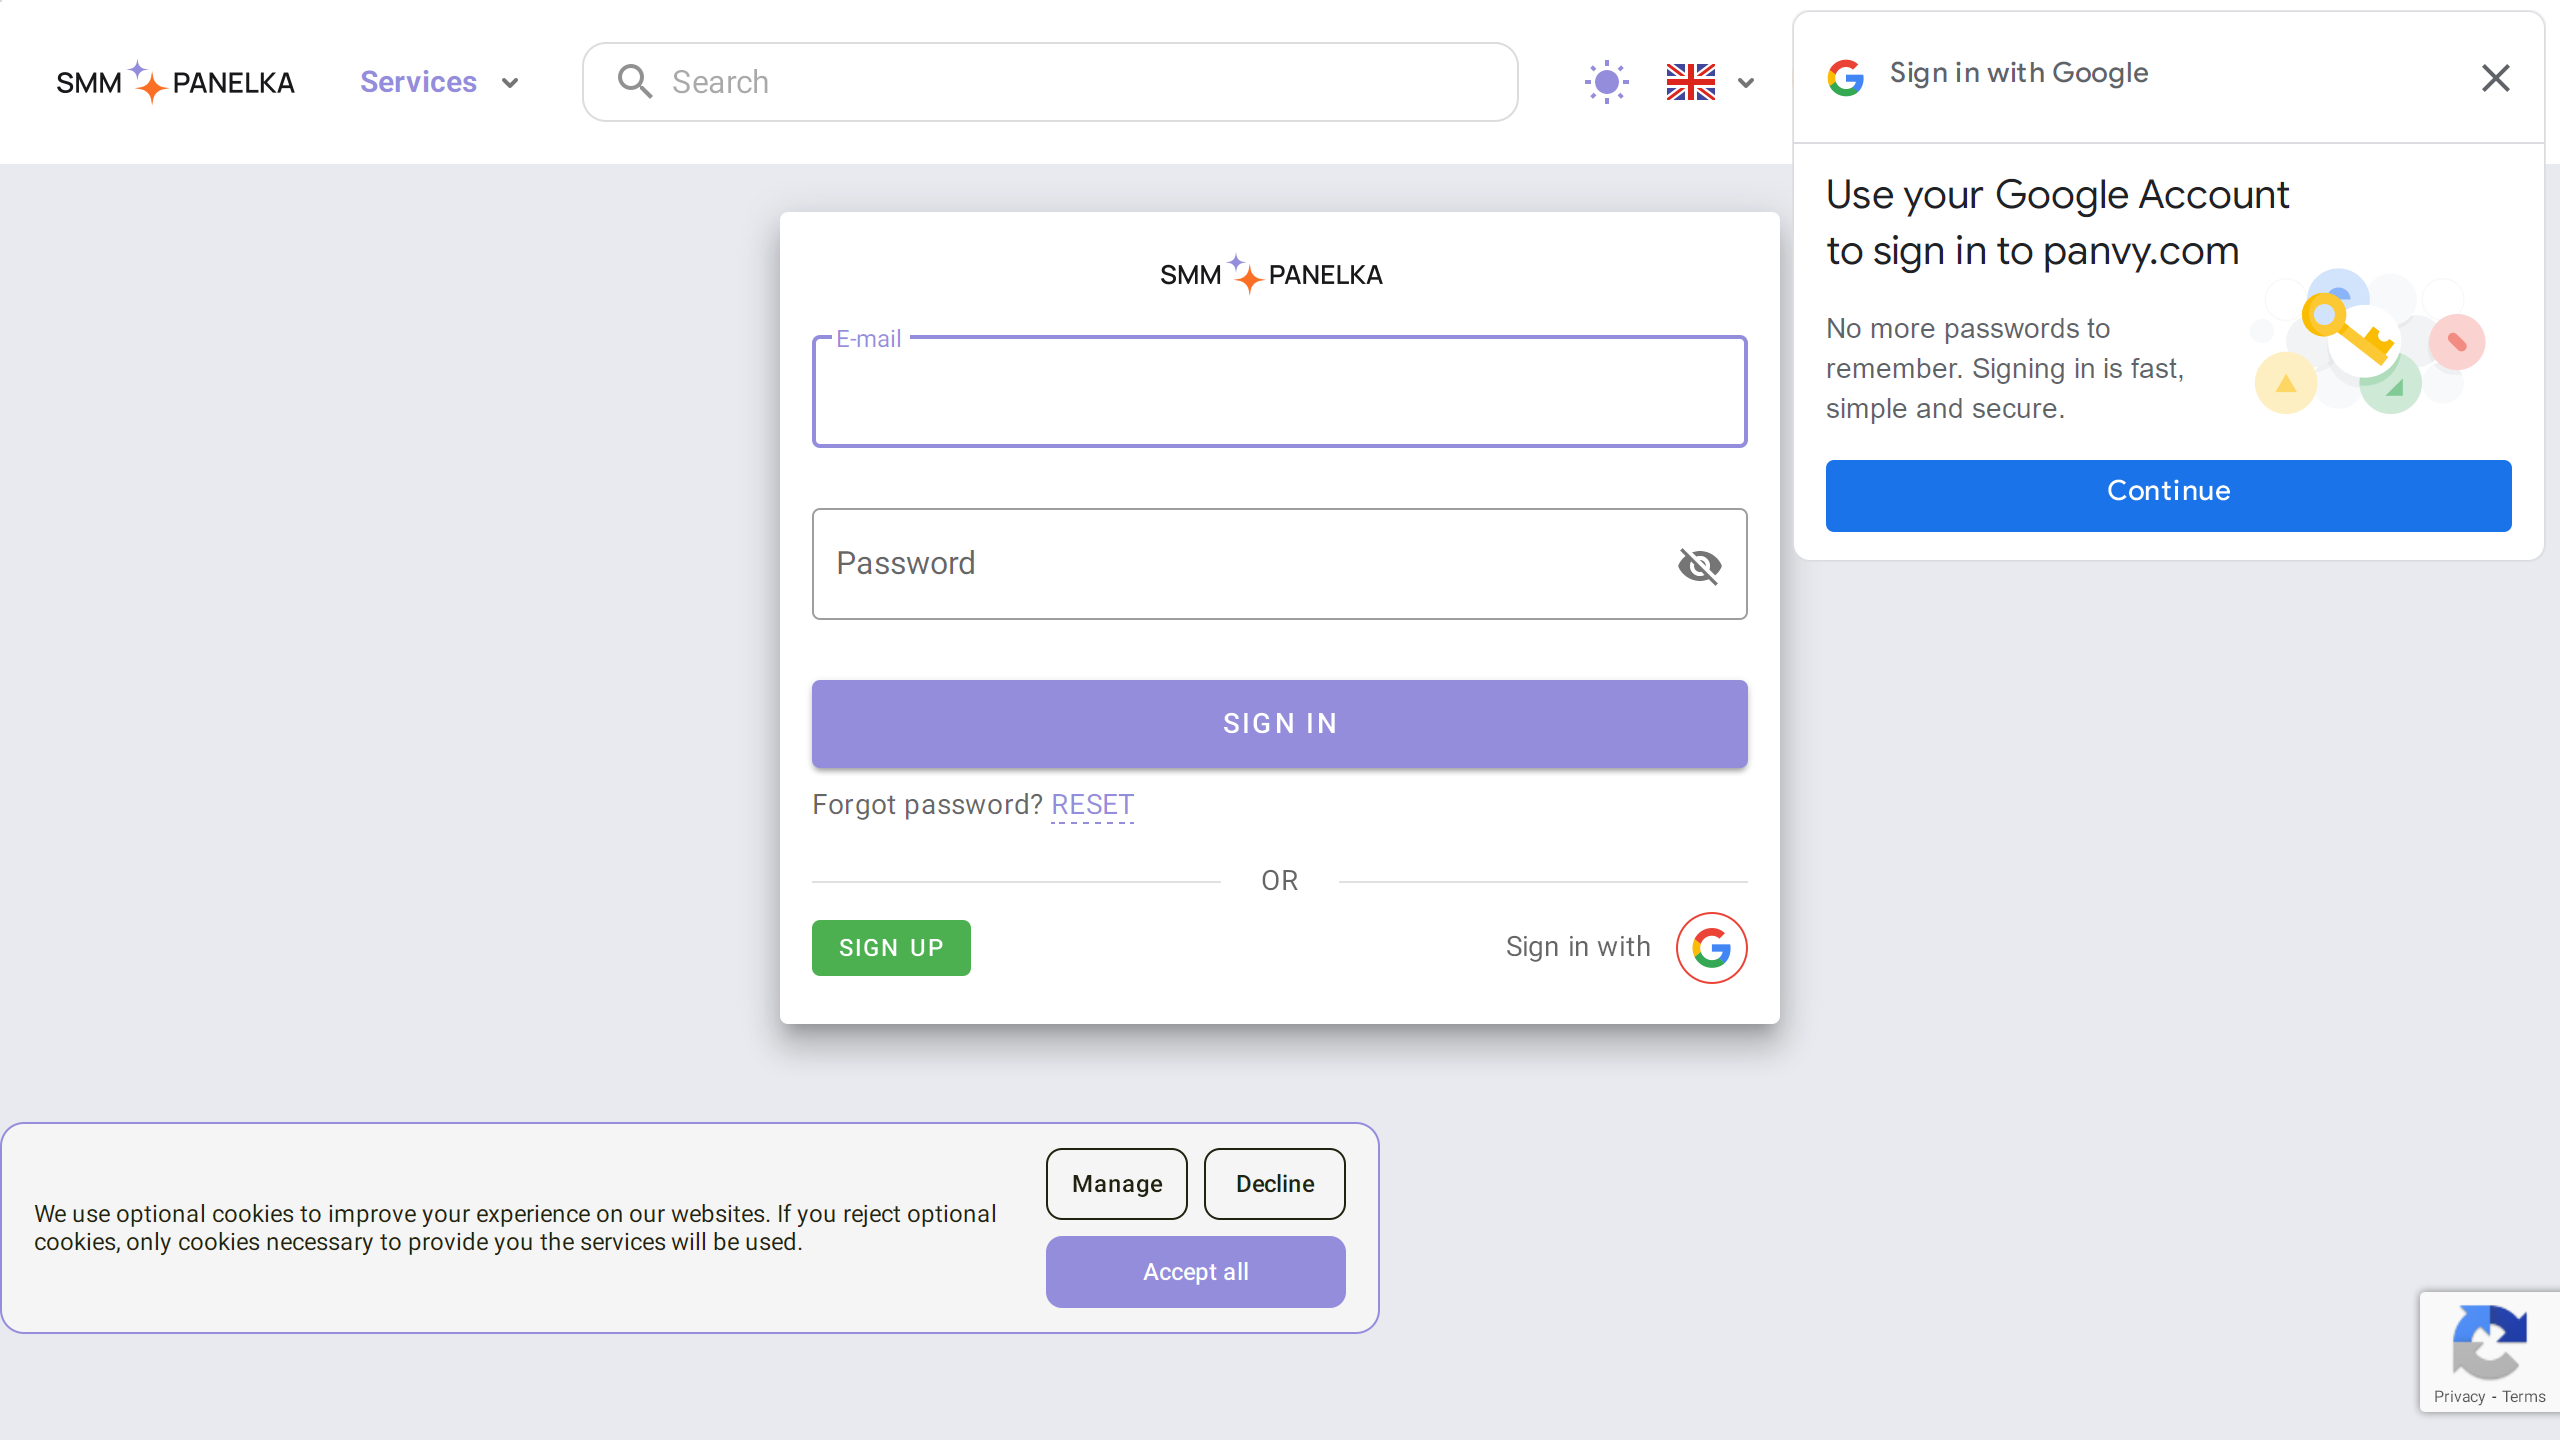 SMM PANELKA
Services
Search
Sign in with Google
Use your Google Account
to sign in to panvy.com
No more passwords to
remember. Signing in is fast,
simple and secure.
Continue
SMM PANELKA
E-mail
Password
SIGN IN
Forgot password? RESET
OR
SIGN UP
Sign in with
We use optional cookies to improve your experience on our websites. If you reject optional
cookies, only cookies necessary to provide you the services will be used.
Manage
Decline
Accept all
Privacy - Terms